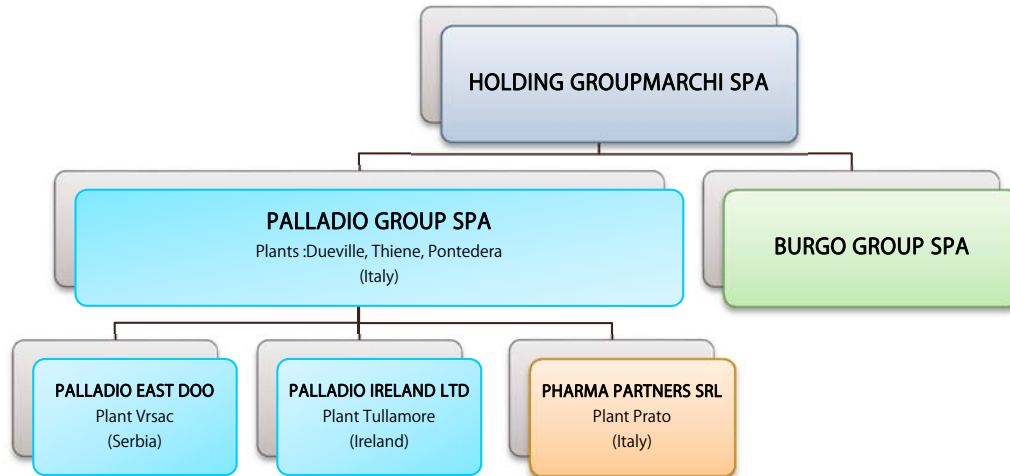 HOLDING GROUPMARCHI SPA
PALLADIO GROUP SPA
Plants :Dueville, Thiene, Pontedera
(Italy)
BURGO GROUP SPA
PALLADIO EAST DOO
Plant Vrsac
(Serbia)
PALLADIO IRELAND LTD
Plant Tullamore
(Ireland)
PHARMA PARTNERS SRL
Plant Prato
(Italy)